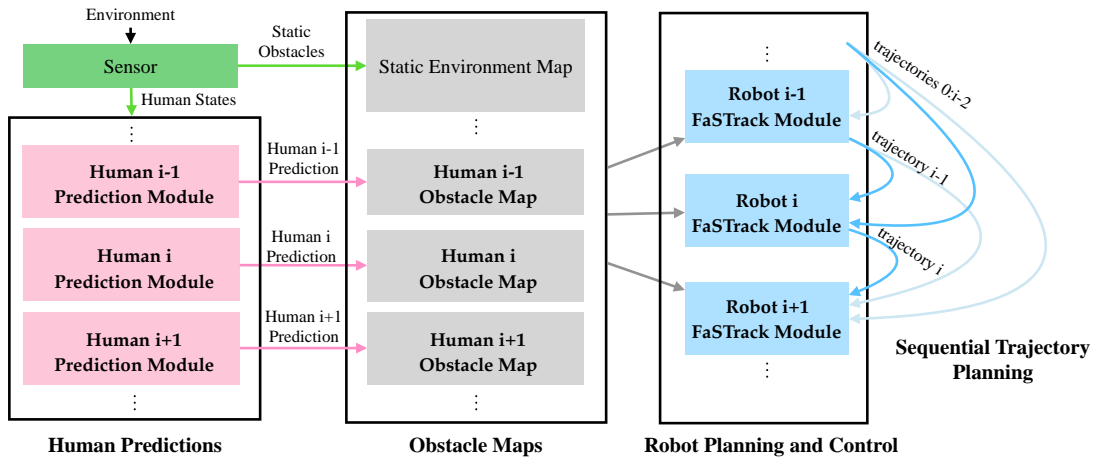 Environment
Sensor
Static
Obstacles
Human States
⋮
Human i-1
Prediction Module
Human i
Prediction Module
Human i+1
Prediction Module
⋮
Human Predictions
Human i-1
Prediction
Human i
Prediction
Human i+1
Prediction
Static Environment Map
⋮
Human i-1
Obstacle Map
Human i
Obstacle Map
Human i+1
Obstacle Map
⋮
Obstacle Maps
⋮
Robot i-1
FaSTrack Module
Robot i
FaSTrack Module
Robot i+1
FaSTrack Module
⋮
Robot Planning and Control
trajectories 0:i-2
trajectory i-1
trajectory i
Sequential Trajectory
Planning